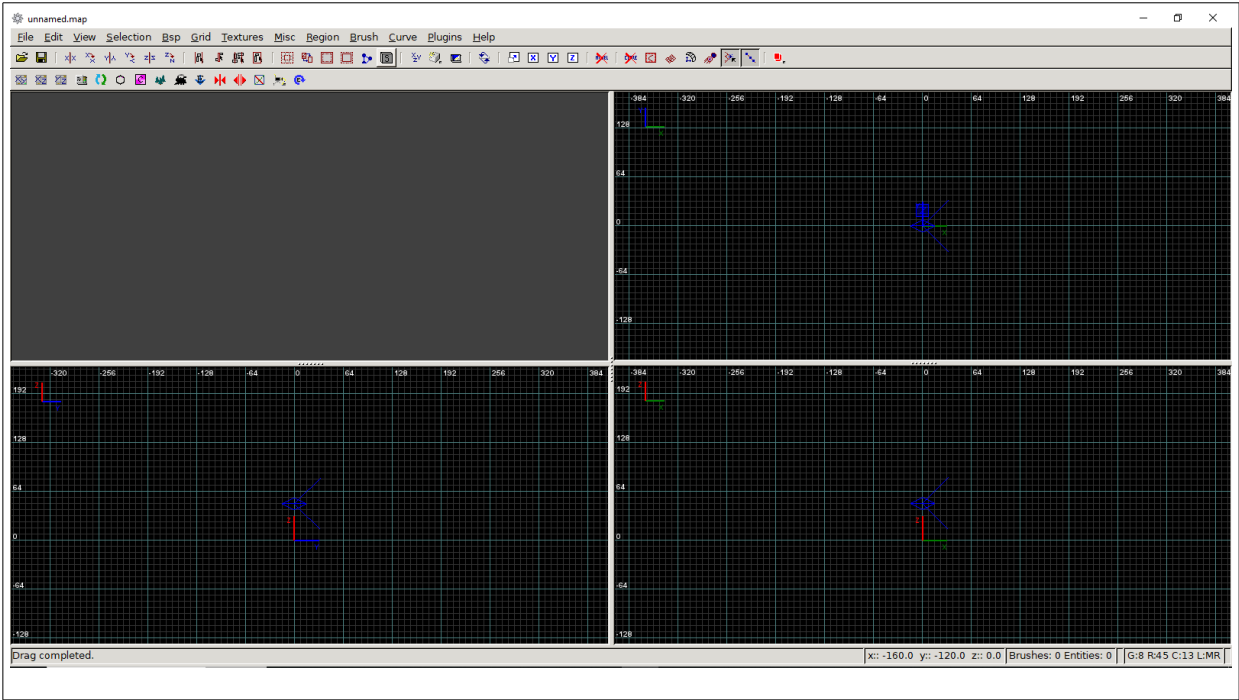 unnamed.map
File Edit View Selection Bsp Grid Textures Misc Region Brush Curve Plugins Help
-384 -320 -256 -192 -128 -64 0 64 128 192 256 320 384
128
X
64
0
X
-64
-128
-320 -256 -192 -128 -64 0 64 128 192 256 320 384
192
128
64
Z
0
-64
-128
-384 -320 -256 -192 -128 -64 0 64 128 192 256 320 384
Z
192
X
128
64
Z
0
X
-64
-128
Drag completed.
x:: -160.0 y:: -120.0 z:: 0.0 Brushes: 0 Entities: 0 G:8 R:45 C:13 L:MR